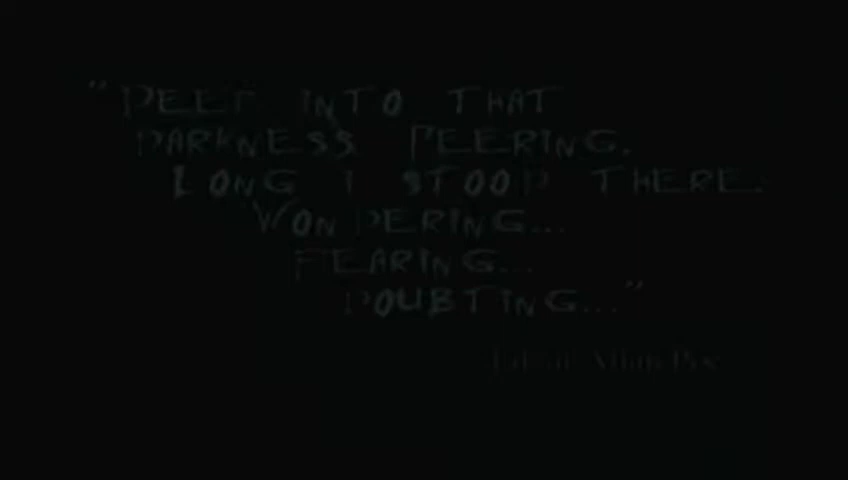 "DEEP INTO THAT
DARKNESS PEERING,
LONG I STOOD THERE,
WONDERING...
FEARING...
DOUBTING..."
Edgar Allan Poe